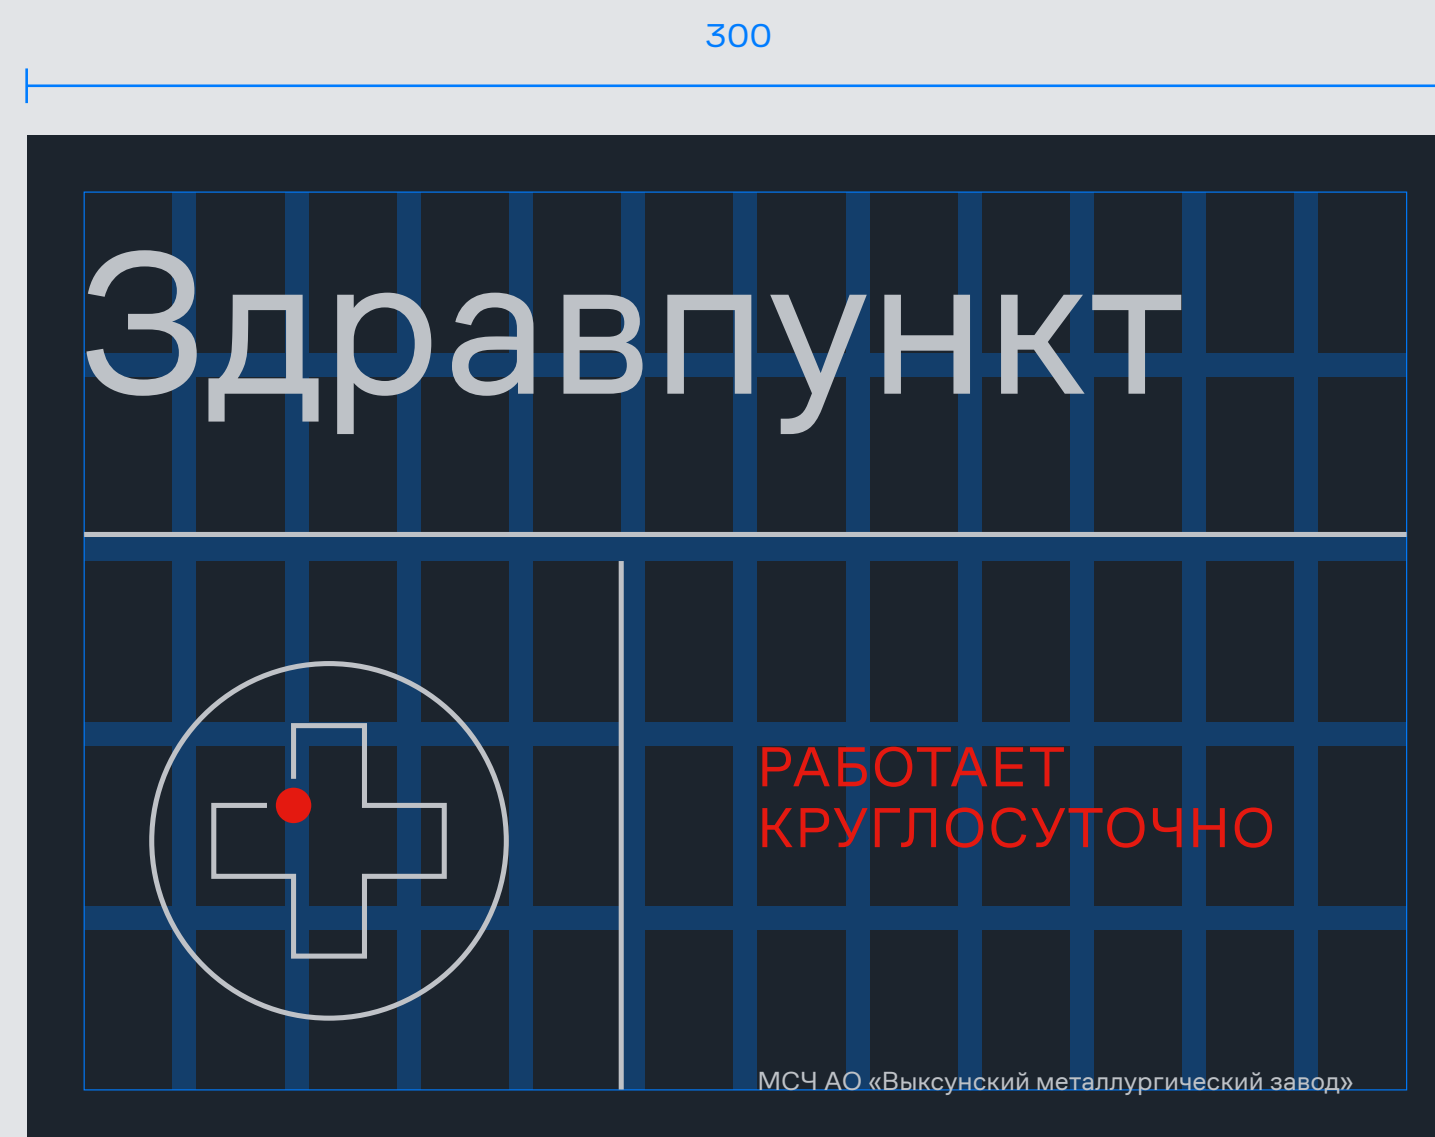 300
Здравпункт
РАБОТАЕТ
КРУГЛОСУТОЧНО
МСЧ АО «Выксунский металлургический завод»